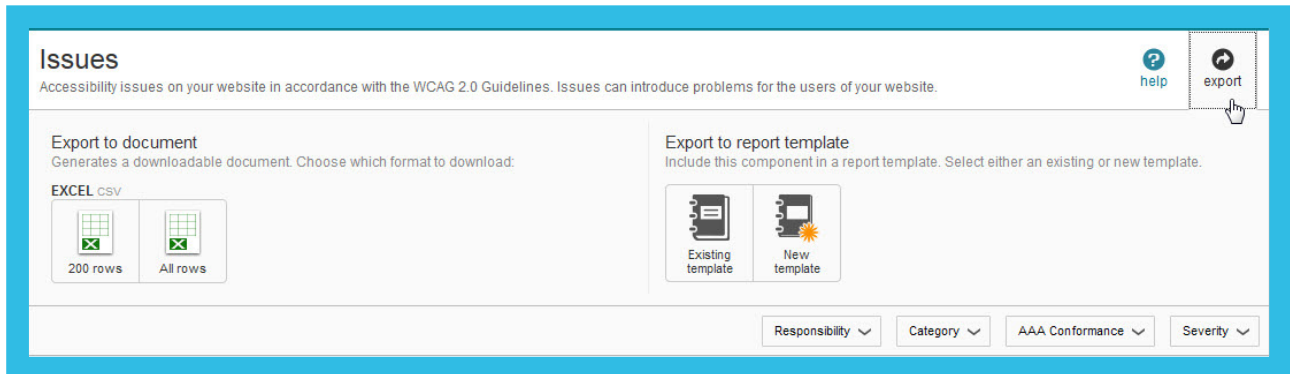 Issues
Accessibility issues on your website in accordance with the WCAG 2.0 Guidelines. Issues can introduce problems for the users of your website.
help
export
Export to document
Generates a downloadable document. Choose which format to download:
EXCEL CSV
200 rows
All rows
Export to report template
Include this component in a report template. Select either an existing or new template.
Existing
template
New
template
Responsibility
Category
AAA Conformance
Severity